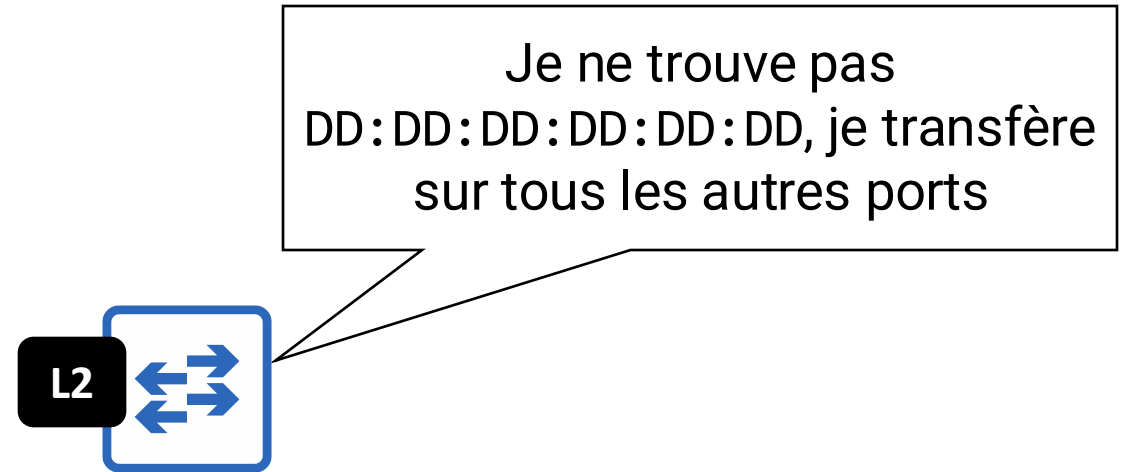 Je ne trouve pas
DD:DD:DD:DD:DD:DD, je transfère
sur tous les autres ports
L2